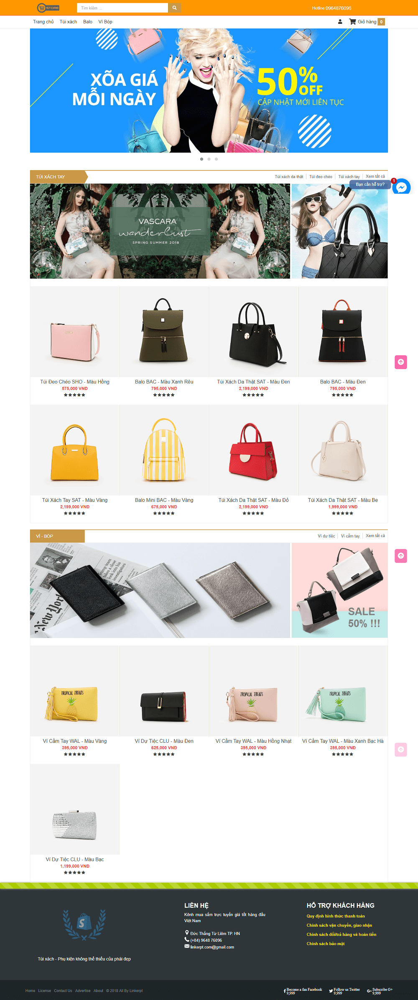 STORE
Tìm kiếm ...
Hotline:0964876096
Trang chủ Túi xách Balo Ví Bóp
Giỏ hàng 0
XÕA GIÁ
MỖI NGÀY
50% OFF
CẬP NHẬT MỚI LIÊN TỤC
TÚI XÁCH TAY
Túi xách da thật Túi đeo chéo Túi xách tay Xem tất cả
Bạn cần hỗ trợ?
1
VASCARA
wanderlust
SPRING SUMMER 2018
Túi Đeo Chéo SHO - Màu Hồng
575,000 VNĐ
Balo BAC - Màu Xanh Rêu
795,000 VNĐ
Túi Xách Da Thật SAT - Màu Đen
2,199,000 VNĐ
Balo BAC - Màu Đen
795,000 VNĐ
Túi Xách Tay SAT - Màu Vàng
2,199,000 VNĐ
Balo Mini BAC - Màu Vàng
675,000 VNĐ
Túi Xách Da Thật SAT - Màu Đỏ
2,199,000 VNĐ
Túi Xách Da Thật SAT - Màu Be
1,999,000 VNĐ
VÍ - BÓP
Ví dự tiệc Ví cầm tay Xem tất cả
Trump team
takes a close
look into his
investigators
New York
SALE
50% !!!
TROPICAL TREATS
TROPICAL TREATS
TROPICAL TREATS
Ví Cầm Tay WAL - Màu Vàng
395,000 VNĐ
Ví Dự Tiệc CLU - Màu Đen
625,000 VNĐ
Ví Cầm Tay WAL - Màu Hồng Nhạt
395,000 VNĐ
Ví Cầm Tay WAL - Màu Xanh Bạc Hà
395,000 VNĐ
Ví Dự Tiệc CLU - Màu Bạc
1,199,000 VNĐ
S
Túi xách - Phụ kiện không thể thiếu của phái đẹp
LIÊN HỆ
Kênh mua sắm trực tuyến giá tốt hàng đầu
Việt Nam
Đức Thắng Từ Liêm TP. HN
(+84) 9648 76096
linkerpt.com@gmail.com
HỖ TRỢ KHÁCH HÀNG
Quy định hình thức thanh toán
Chính sách vận chuyển, giao nhận
Chính sách đổi/trả hàng và hoàn tiền
Chính sách bảo mật
Home License Contact Us Advertise About © 2018 All By Linkerpt
Become a fan Facebook
9,999
Follow us Twitter
9,999
Subscribe G+
9,999